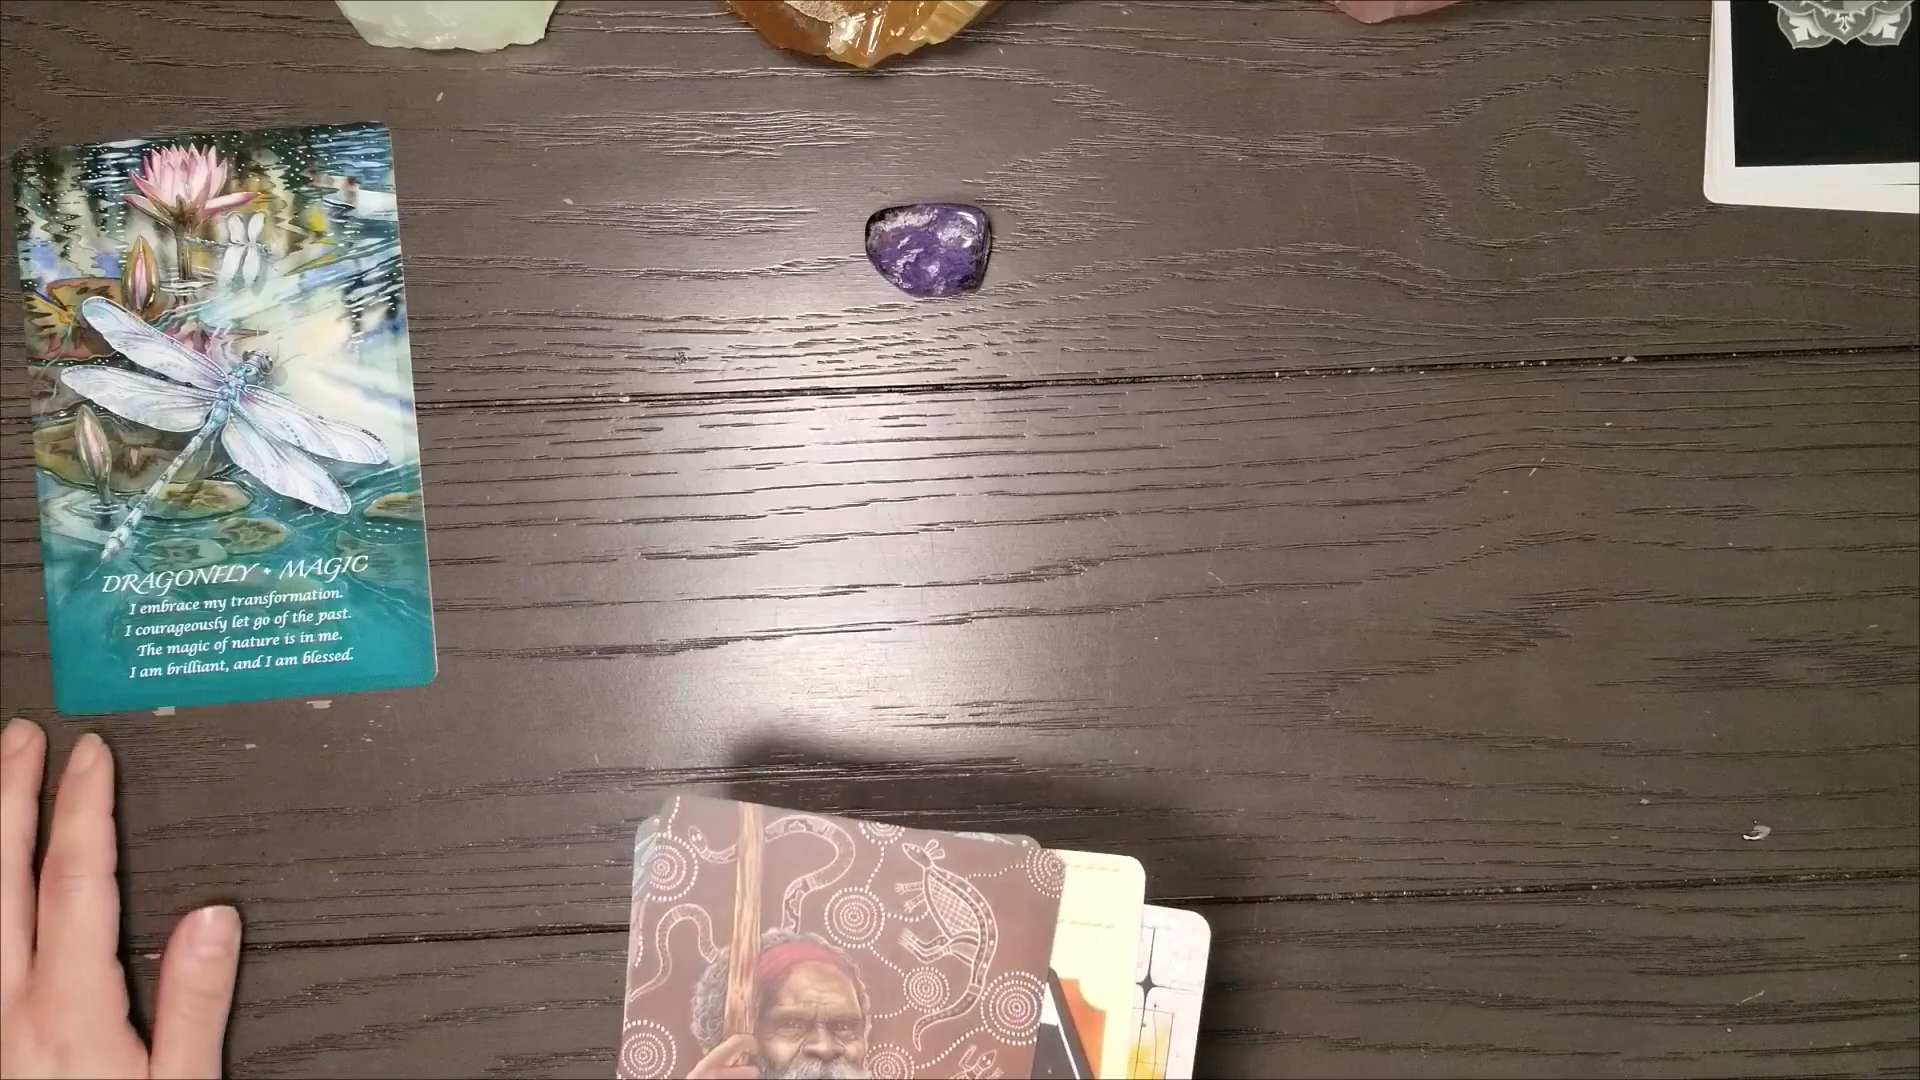 DRAGONFLY • MAGIC
I embrace my transformation.
I courageously let go of the past.
The magic of nature is in me.
I am brilliant, and I am blessed.